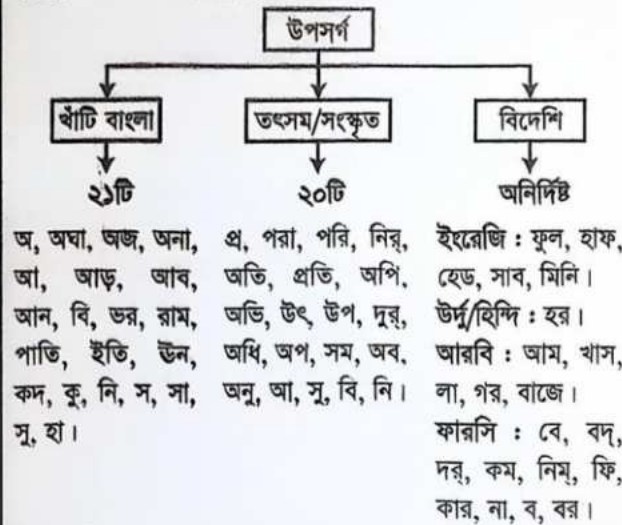 উপসর্গ
খাঁটি বাংলা
তৎসম/সংস্কৃত
বিদেশি
২১টি
২০টি
অনির্দিষ্ট
অ, অঘা, অজ, অনা,
আ, আড়, আব,
আন, বি, ভর, রাম,
পাতি, ইতি, ঊন,
কদ, কু, নি, স, সা,
সু, হা।
প্র, পরা, পরি, নির্,
অতি, প্রতি, অপি,
অভি, উৎ, উপ, দুর্,
অধি, অপ, সম, অব,
অনু, আ, সু, বি, নি।
ইংরেজি : ফুল, হাফ,
হেড, সাব, মিনি।
উর্দু/হিন্দি : হর।
আরবি : আম, খাস,
লা, গর, বাজে।
ফারসি : বে, বদ্,
দর্, কম, নিম্, ফি,
কার, না, ব, বর।